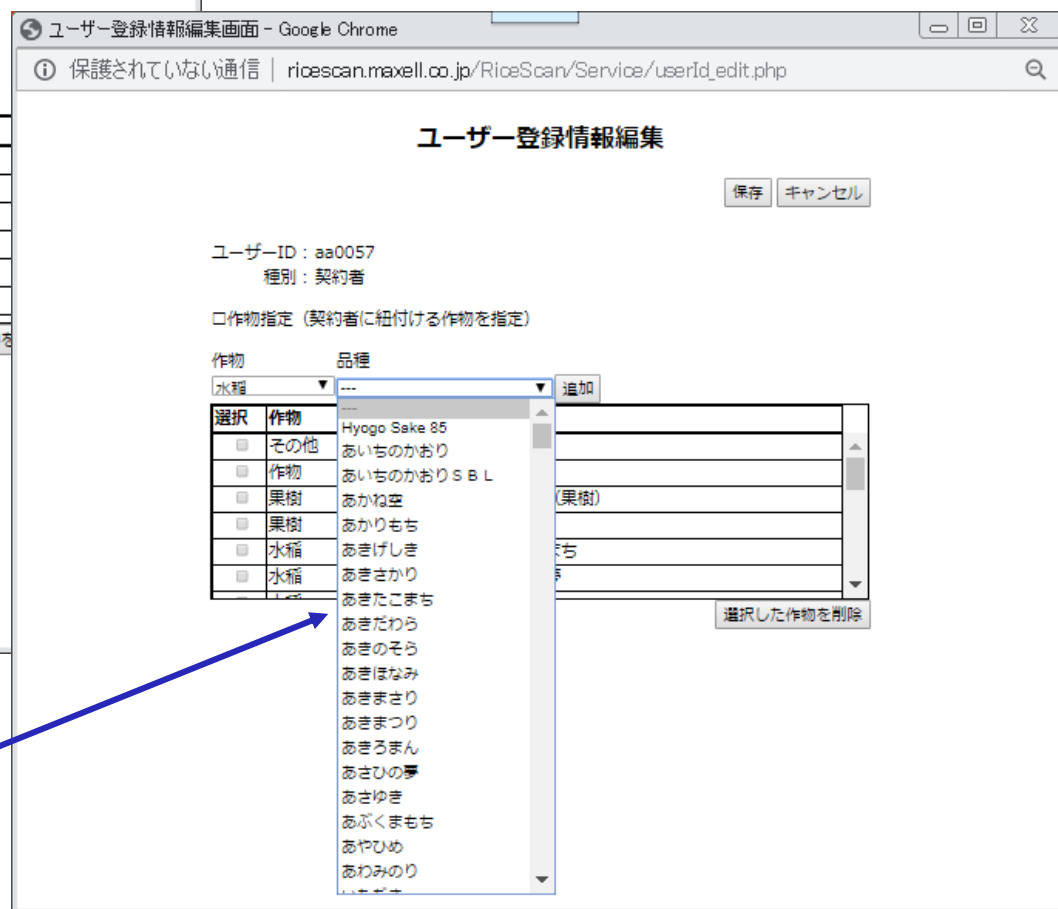 ユーザー登録情報編集画面 - Google Chrome
保護されていない通信 | ricescan.maxell.co.jp/RiceScan/Service/userId_edit.php
ユーザー登録情報編集
保存 キャンセル
ユーザーID：aa0057
種別：契約者
□作物指定（契約者に紐付ける作物を指定）
作物 品種
水稲 --- 追加
選択 作物
その他
作物
果樹 （果樹）
果樹
水稲 まち
水稲
---
Hyogo Sake 85
あいちのかおり
あいちのかおりＳＢＬ
あかね空
あかりもち
あきげしき
あきさかり
あきたこまち
あきだわら
あきのそら
あきほなみ
あきまさり
あきまつり
あきろまん
あさひの夢
あさゆき
あぶくまもち
あやひめ
あわみのり
選択した作物を削除